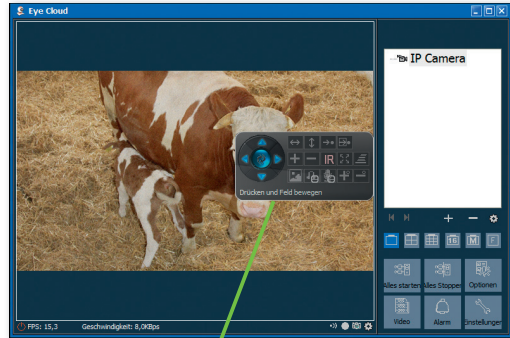 Eye Cloud
IP Camera
IR
Drücken und Feld bewegen
16 M F
Alles starten Alles Stoppen Optionen
Video Alarm Einstellungen
FPS: 15,3 Geschwindigkeit: 8,0KBps